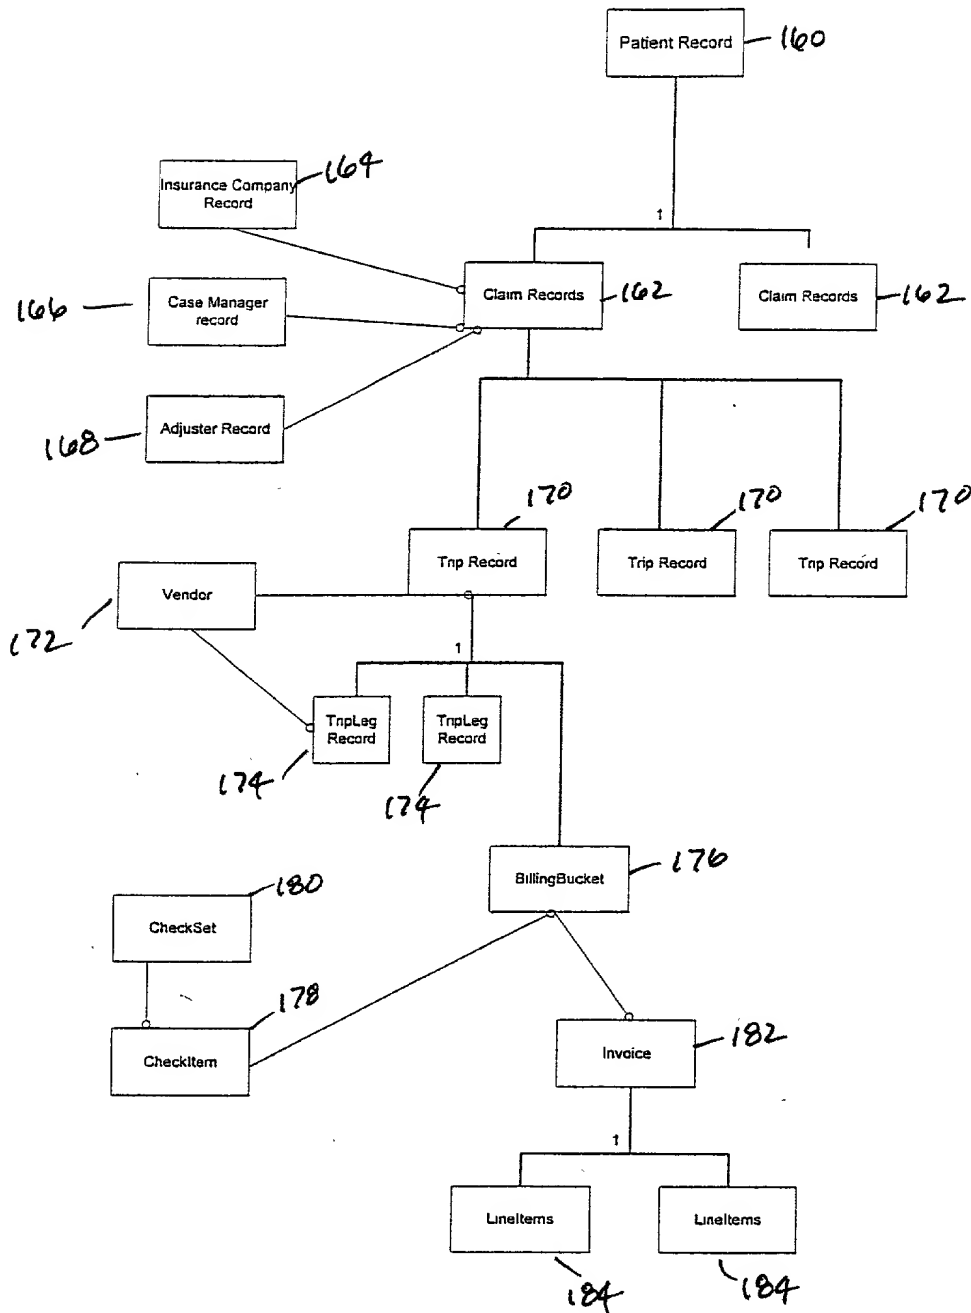 Patient Record
160
Insurance Company
Record
164
1
Case Manager
record
166
Claim Records
162
Claim Records
162
Adjuster Record
168
170
170
170
Trip Record
Trip Record
Trip Record
Vendor
172
1
TripLeg
Record
TripLeg
Record
174
174
BillingBucket
176
CheckSet
180
CheckItem
178
Invoice
182
1
LineItems
LineItems
184
184